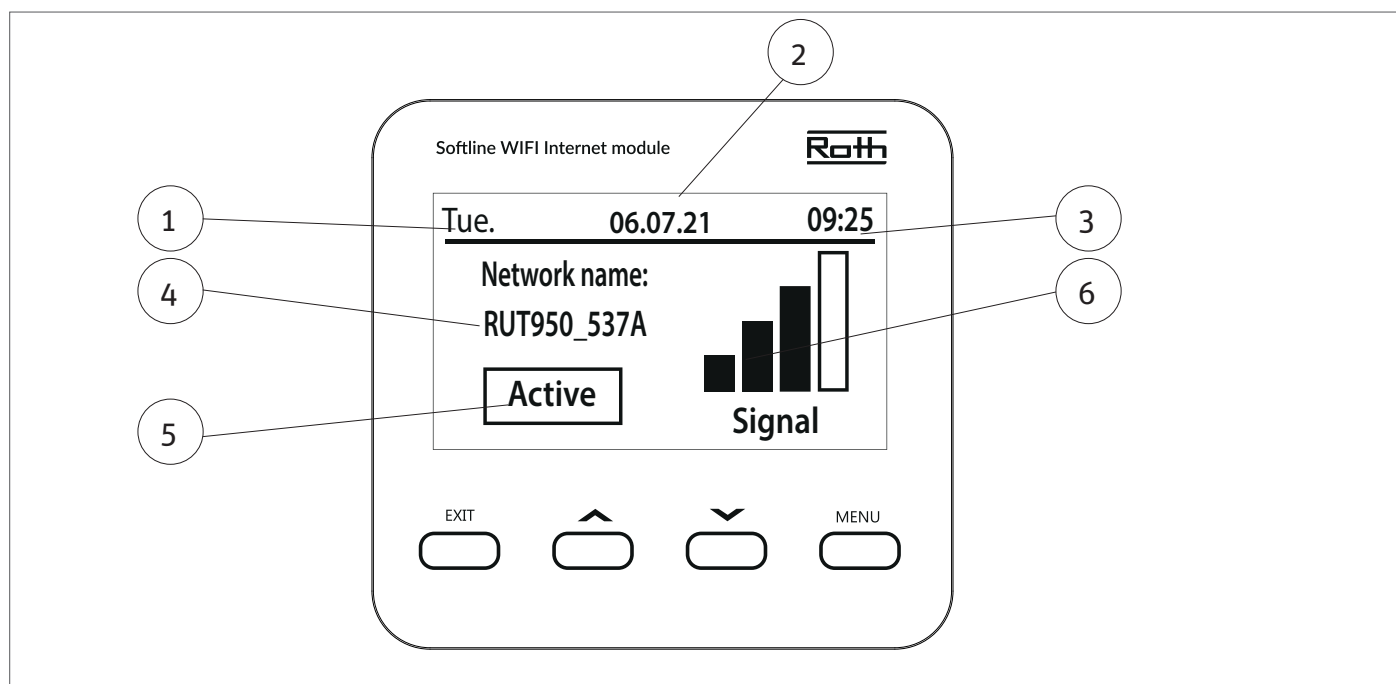 2
Softline WIFI Internet module Roth
1 Tue. 06.07.21 09:25 3
Network name:
4 RUT950_537A 6
Active
5 Signal
EXIT MENU